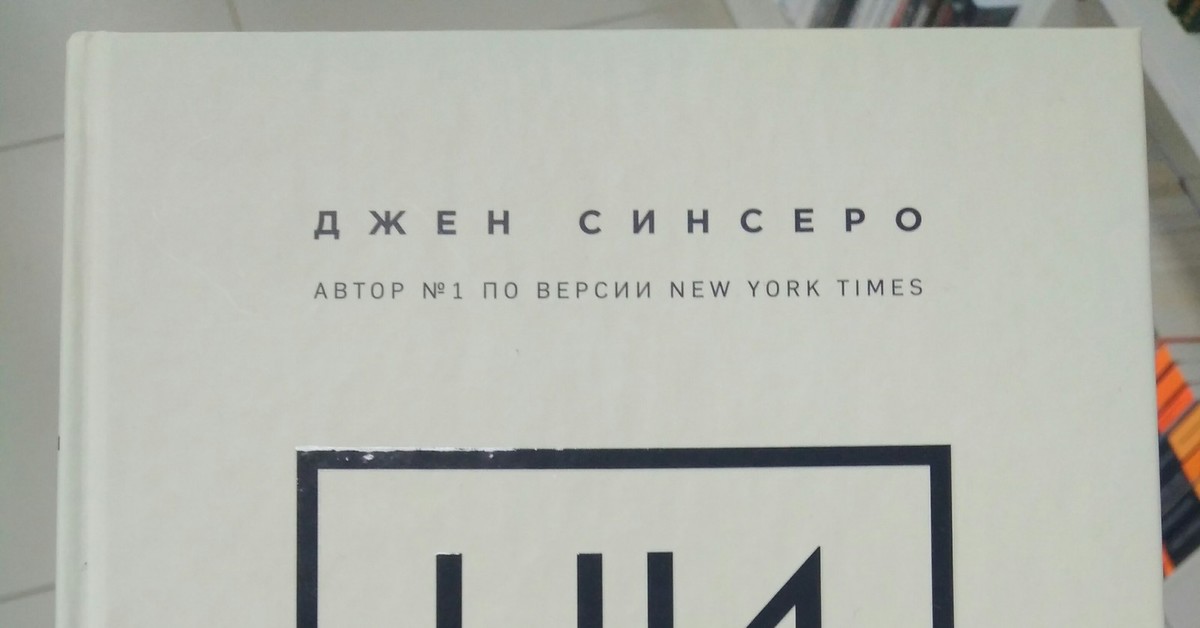 ДЖЕН СИНСЕРО
АВТОР №1 ПО ВЕРСИИ NEW YORK TIMES